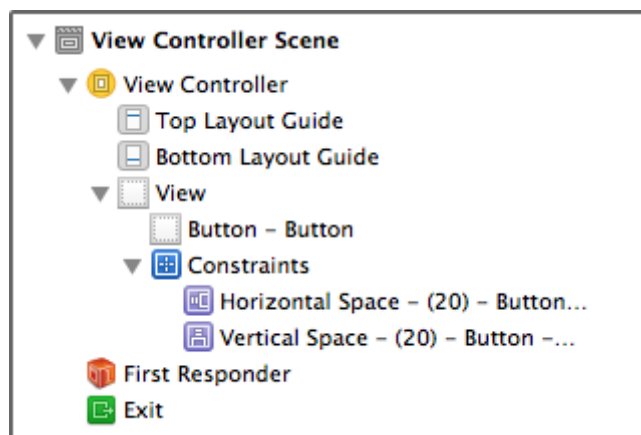 View Controller Scene
View Controller
Top Layout Guide
Bottom Layout Guide
View
Button – Button
Constraints
Horizontal Space – (20) – Button...
Vertical Space – (20) – Button –...
First Responder
Exit